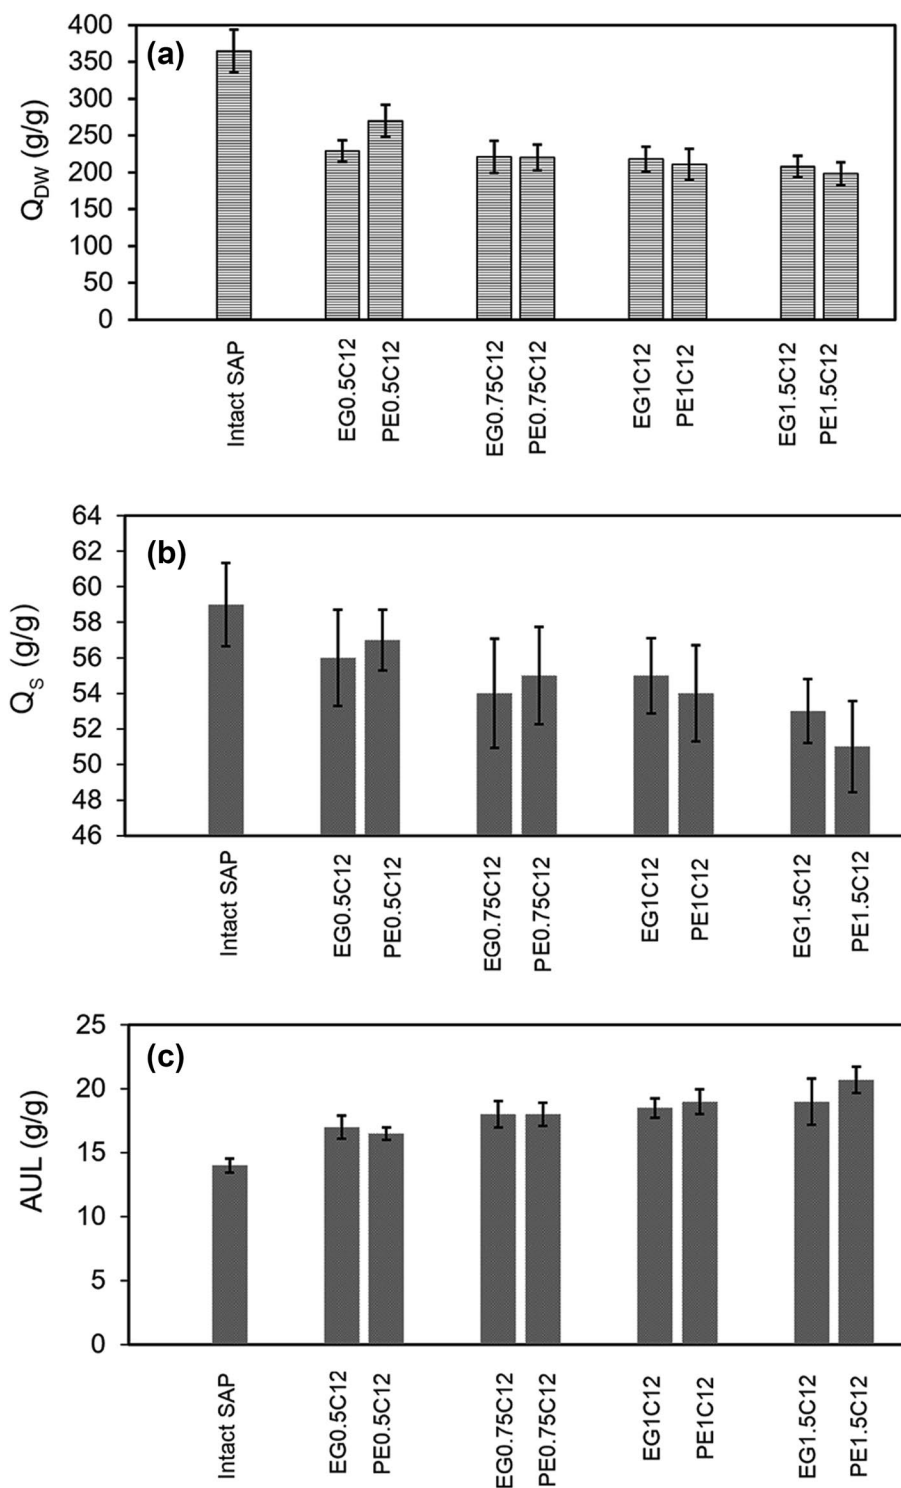 (a)
Q_DW (g/g)
400
350
300
250
200
150
100
50
0
Intact SAP
EG0.5C12
PE0.5C12
EG0.75C12
PE0.75C12
EG1C12
PE1C12
EG1.5C12
PE1.5C12
(b)
Q_S (g/g)
64
62
60
58
56
54
52
50
48
46
Intact SAP
EG0.5C12
PE0.5C12
EG0.75C12
PE0.75C12
EG1C12
PE1C12
EG1.5C12
PE1.5C12
(c)
AUL (g/g)
25
20
15
10
5
0
Intact SAP
EG0.5C12
PE0.5C12
EG0.75C12
PE0.75C12
EG1C12
PE1C12
EG1.5C12
PE1.5C12